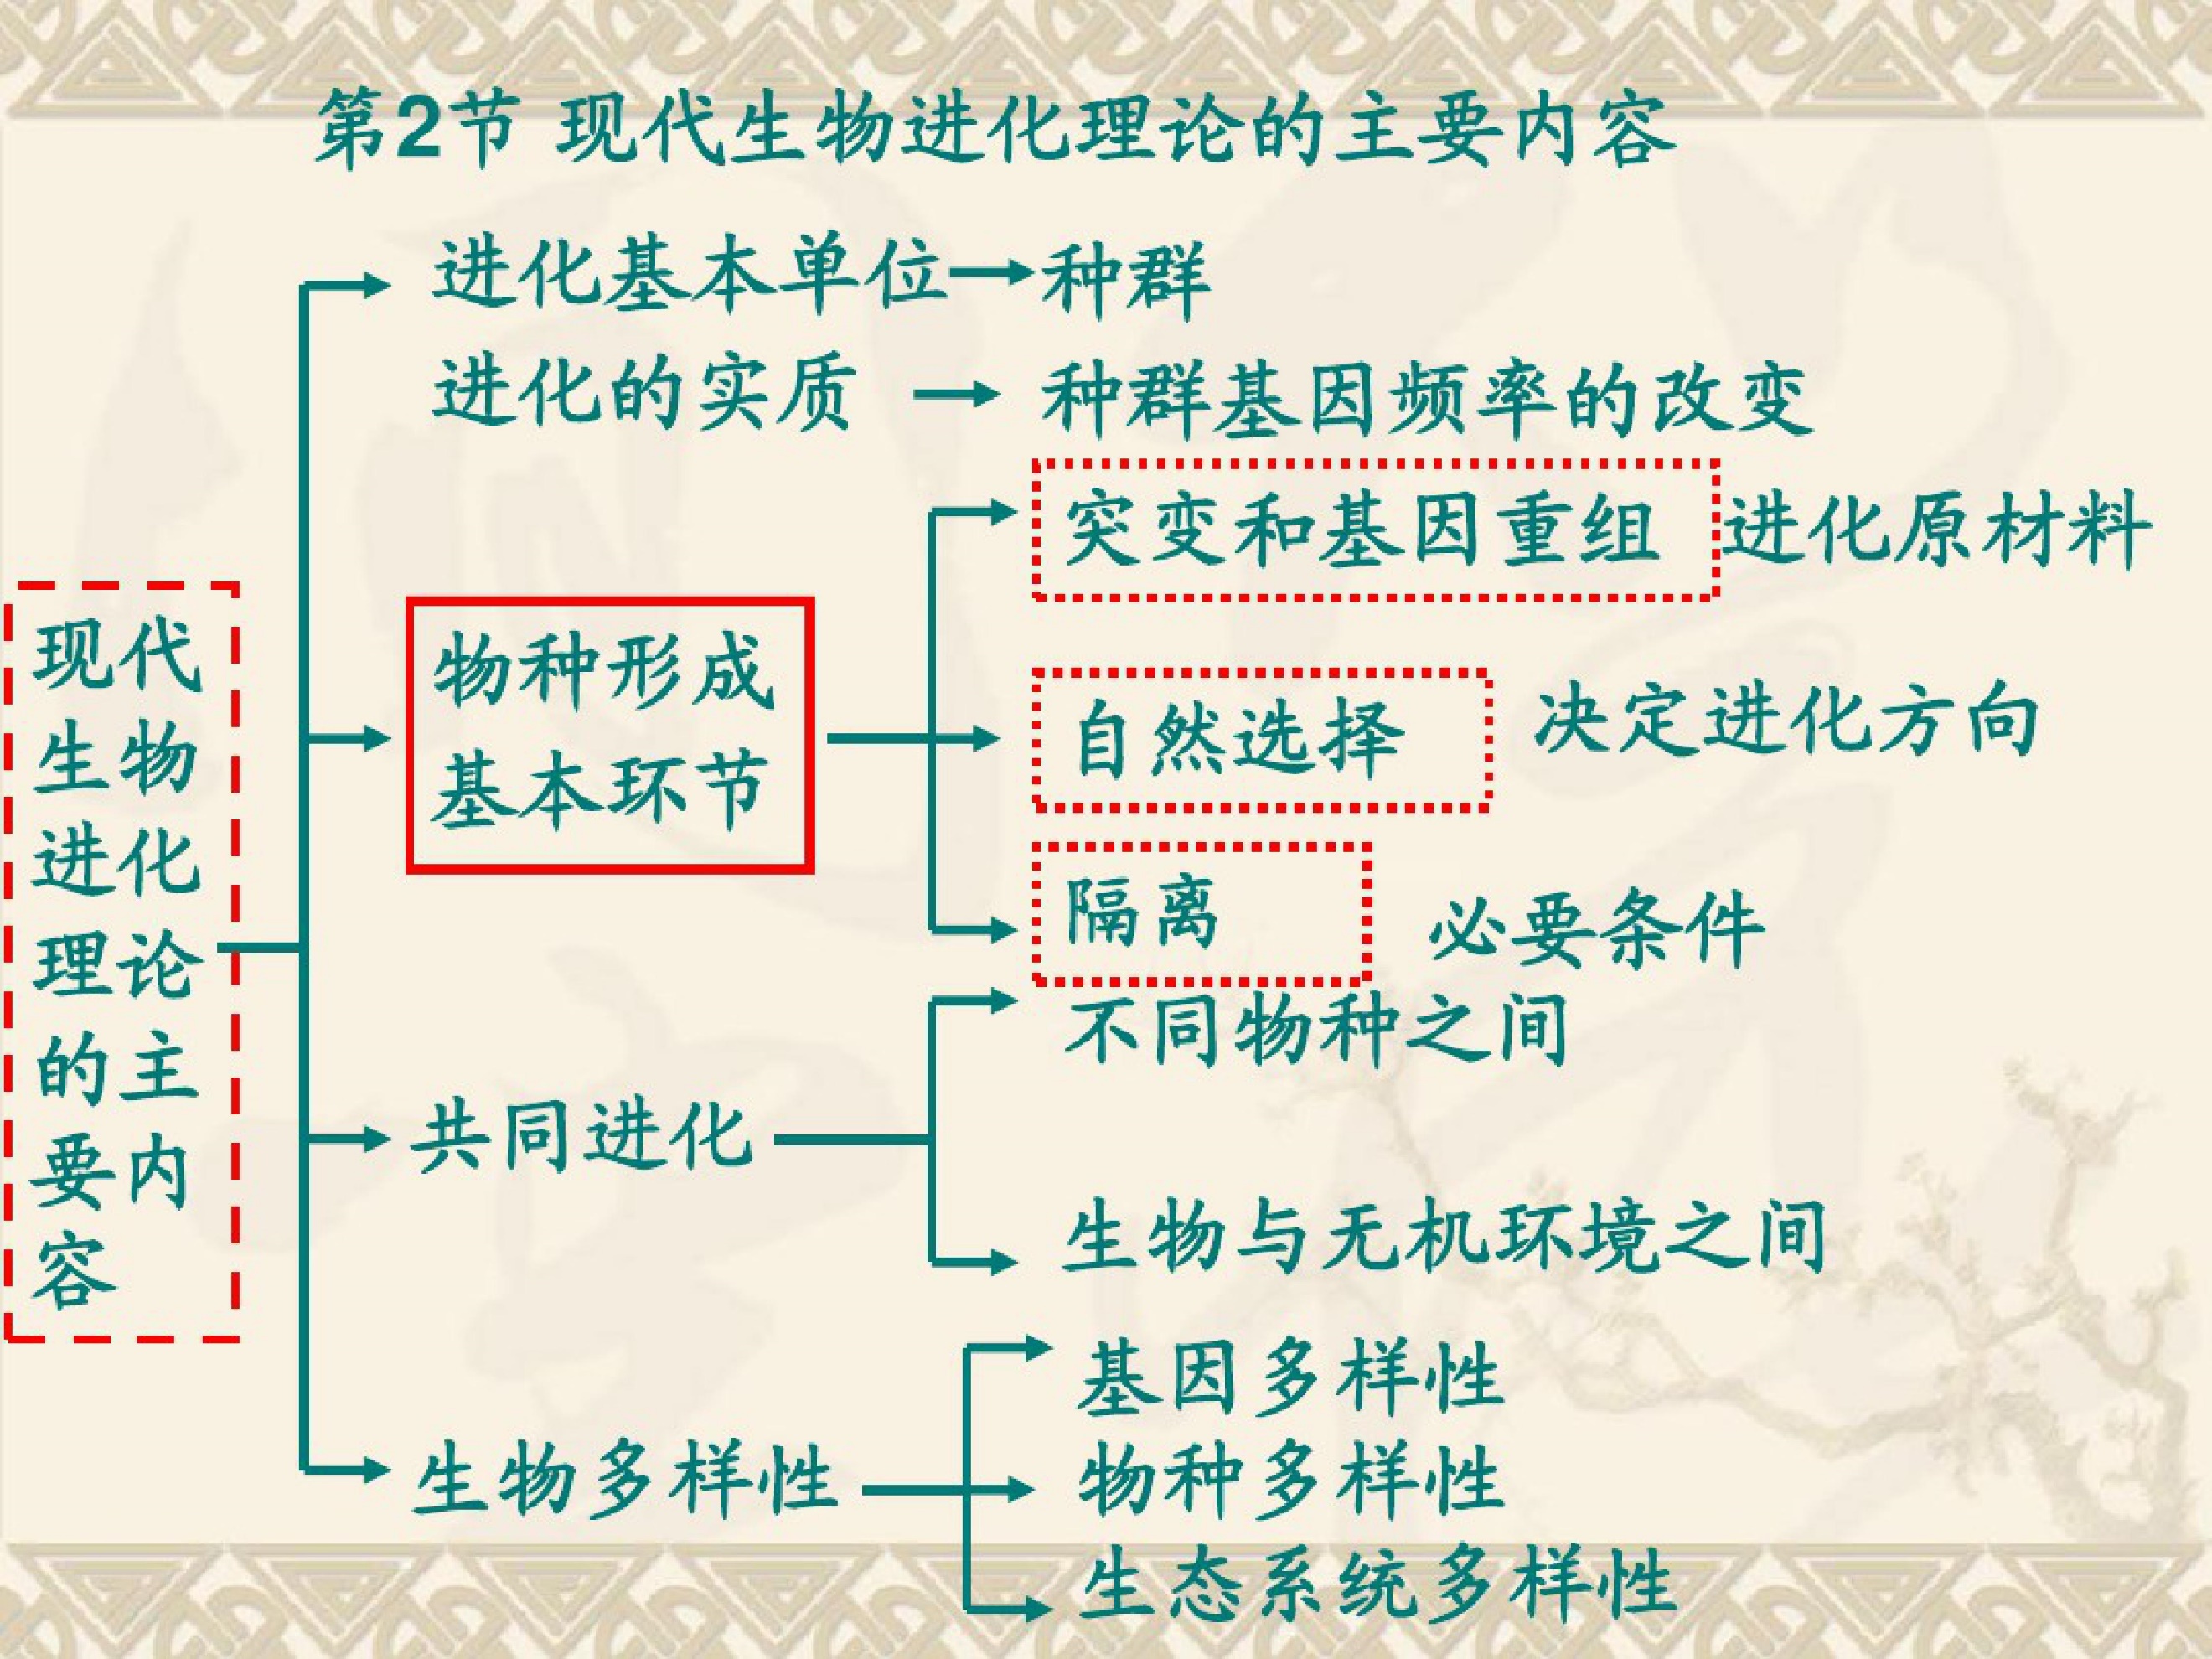 第2节 现代生物进化理论的主要内容
进化基本单位
种群
进化的实质
种群基因频率的改变
现代
生物
进化
理论
的主
要内
容
物种形成
基本环节
突变和基因重组
进化原材料
自然选择
决定进化方向
隔离
必要条件
共同进化
不同物种之间
生物与无机环境之间
生物多样性
基因多样性
物种多样性
生态系统多样性